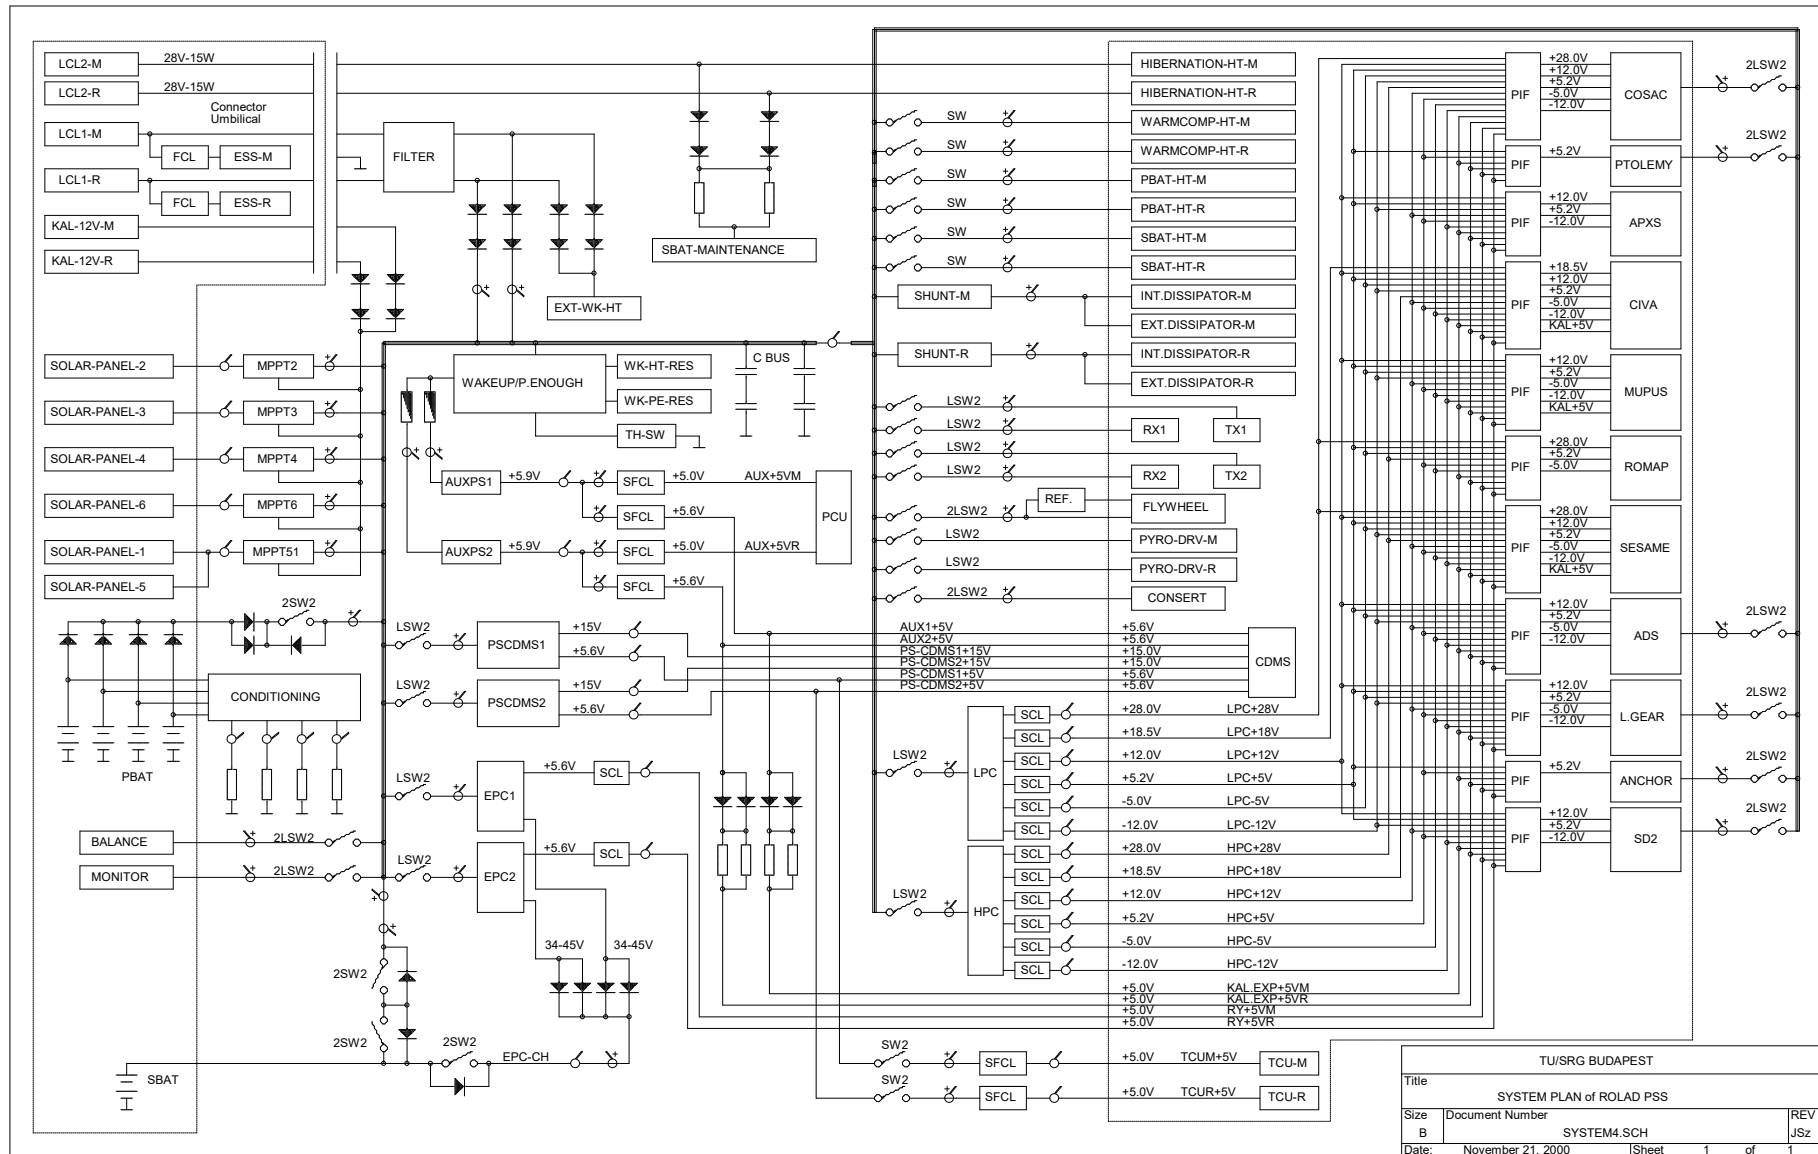 LCL2-M
28V-15W
LCL2-R
28V-15W
Connector
Umbilical
LCL1-M
FCL
ESS-M
LCL1-R
FCL
ESS-R
KAL-12V-M
KAL-12V-R
FILTER
SBAT-MAINTENANCE
EXT-WK-HT
SOLAR-PANEL-2
MPPT2
SOLAR-PANEL-3
MPPT3
SOLAR-PANEL-4
MPPT4
SOLAR-PANEL-6
MPPT6
SOLAR-PANEL-1
MPPT51
SOLAR-PANEL-5
WAKEUP/P.ENOUGH
WK-HT-RES
WK-PE-RES
TH-SW
C BUS
AUXPS1
+5.9V
SFCL
+5.0V
AUX+5VM
SFCL
+5.6V
PCU
AUXPS2
+5.9V
SFCL
+5.0V
AUX+5VR
SFCL
+5.6V
2SW2
CONDITIONING
PBAT
BALANCE
2LSW2
MONITOR
2LSW2
LSW2
PSCDMS1
+15V
+5.6V
LSW2
PSCDMS2
+15V
+5.6V
LSW2
EPC1
+5.6V
SCL
LSW2
EPC2
+5.6V
SCL
34-45V
34-45V
2SW2
2SW2
2SW2
EPC-CH
SBAT
HIBERNATION-HT-M
HIBERNATION-HT-R
SW
WARMCOMP-HT-M
SW
WARMCOMP-HT-R
SW
PBAT-HT-M
SW
PBAT-HT-R
SW
SBAT-HT-M
SW
SBAT-HT-R
SHUNT-M
INT.DISSIPATOR-M
EXT.DISSIPATOR-M
SHUNT-R
INT.DISSIPATOR-R
EXT.DISSIPATOR-R
LSW2
LSW2
RX1
TX1
LSW2
LSW2
RX2
TX2
REF.
2LSW2
FLYWHEEL
LSW2
PYRO-DRV-M
LSW2
PYRO-DRV-R
2LSW2
CONSERT
AUX1+5V
+5.6V
AUX2+5V
+5.6V
PS-CDMS1+15V
+15.0V
PS-CDMS2+15V
+15.0V
PS-CDMS1+5V
+5.6V
PS-CDMS2+5V
+5.6V
CDMS
LSW2
LPC
SCL
+28.0V
LPC+28V
SCL
+18.5V
LPC+18V
SCL
+12.0V
LPC+12V
SCL
+5.2V
LPC+5V
SCL
-5.0V
LPC-5V
SCL
-12.0V
LPC-12V
LSW2
HPC
SCL
+28.0V
HPC+28V
SCL
+18.5V
HPC+18V
SCL
+12.0V
HPC+12V
SCL
+5.2V
HPC+5V
SCL
-5.0V
HPC-5V
SCL
-12.0V
HPC-12V
+5.0V
KAL.EXP+5VM
+5.0V
KAL.EXP+5VR
+5.0V
RY+5VM
+5.0V
RY+5VR
SW2
SFCL
+5.0V
TCUM+5V
TCU-M
SW2
SFCL
+5.0V
TCUR+5V
TCU-R
PIF
+28.0V
+12.0V
+5.2V
-5.0V
-12.0V
COSAC
2LSW2
PIF
+5.2V
PTOLEMY
2LSW2
PIF
+12.0V
+5.2V
-12.0V
APXS
PIF
+18.5V
+12.0V
+5.2V
-5.0V
-12.0V
KAL+5V
CIVA
PIF
+12.0V
+5.2V
-5.0V
-12.0V
KAL+5V
MUPUS
PIF
+28.0V
+5.2V
-5.0V
ROMAP
PIF
+28.0V
+12.0V
+5.2V
-5.0V
-12.0V
KAL+5V
SESAME
PIF
+12.0V
+5.2V
-5.0V
-12.0V
ADS
2LSW2
PIF
+12.0V
+5.2V
-5.0V
-12.0V
L.GEAR
2LSW2
PIF
+5.2V
ANCHOR
2LSW2
PIF
+12.0V
+5.2V
-12.0V
SD2
2LSW2
TU/SRG BUDAPEST
Title
SYSTEM PLAN of ROLAD PSS
Size
Document Number
REV
B
SYSTEM4.SCH
JSz
Date:
November 21, 2000
Sheet
1
of
1